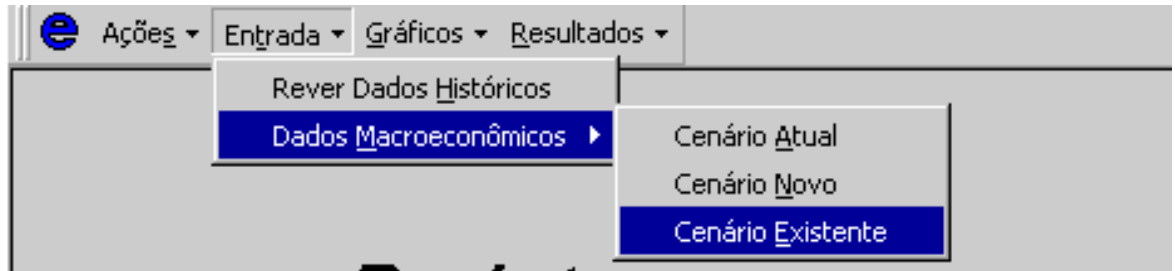 e Ações Entrada Gráficos Resultados
Rever Dados Históricos
Dados Macroeconômicos
Cenário Atual
Cenário Novo
Cenário Existente